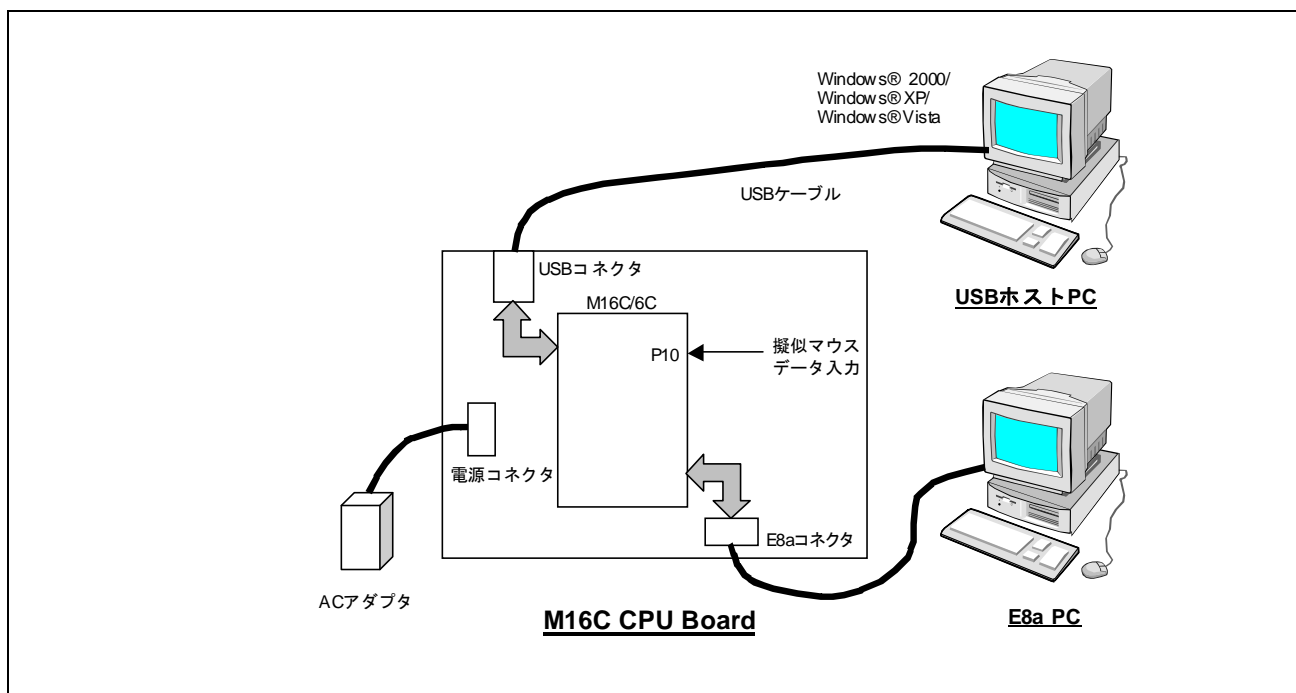 Windows® 2000/
Windows® XP/
Windows® Vista
USBケーブル
USBホストPC
USBコネクタ
M16C/6C
P10
擬似マウス
データ入力
電源コネクタ
E8aコネクタ
ACアダプタ
M16C CPU Board
E8a PC